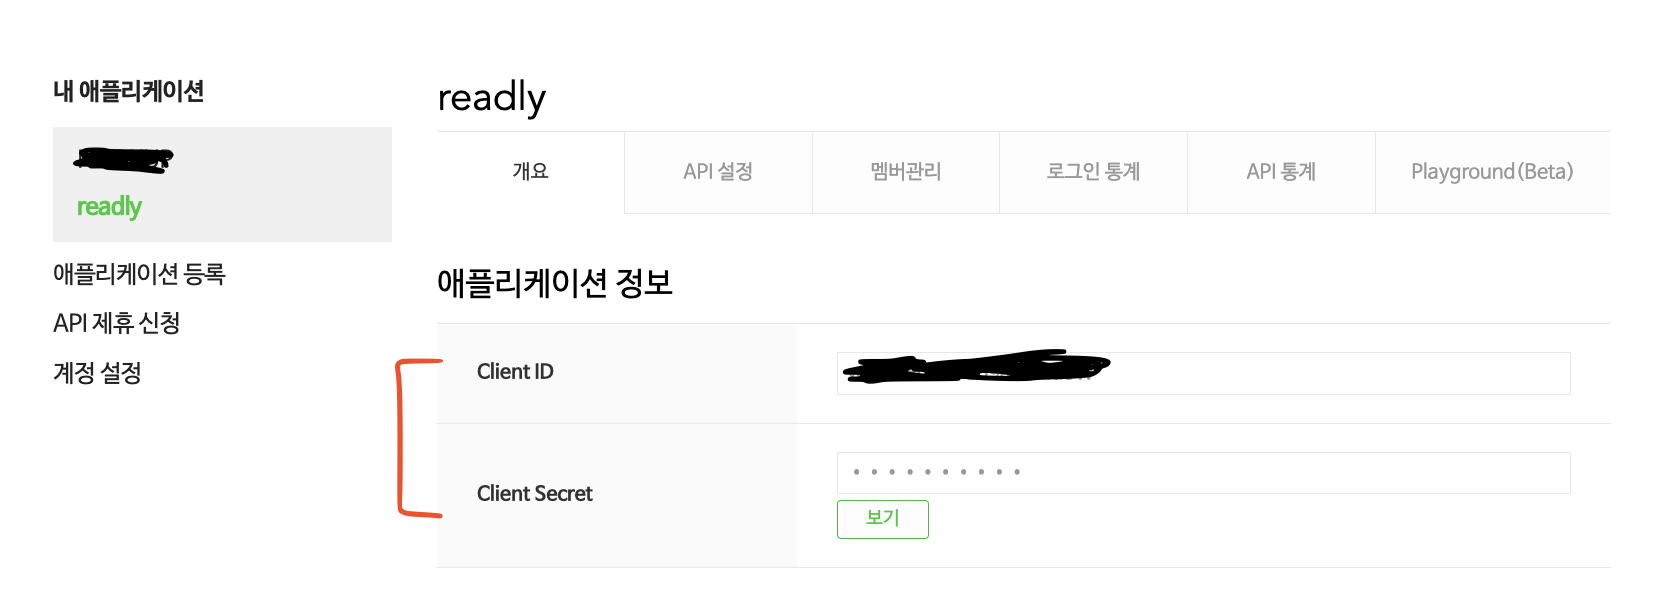 내 애플리케이션
readly
애플리케이션 등록
API 제휴 신청
계정 설정
readly
개요
API 설정
멤버관리
로그인 통계
API 통계
Playground(Beta)
애플리케이션 정보
Client ID
Client Secret
보기